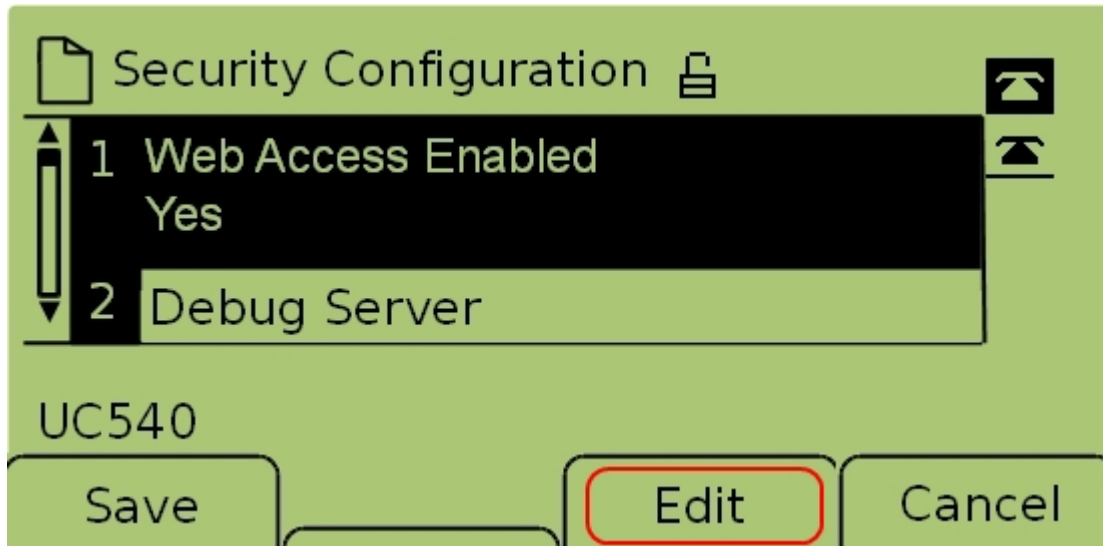 Security Configuration
1 Web Access Enabled
Yes
2 Debug Server
UC540
Save Edit Cancel